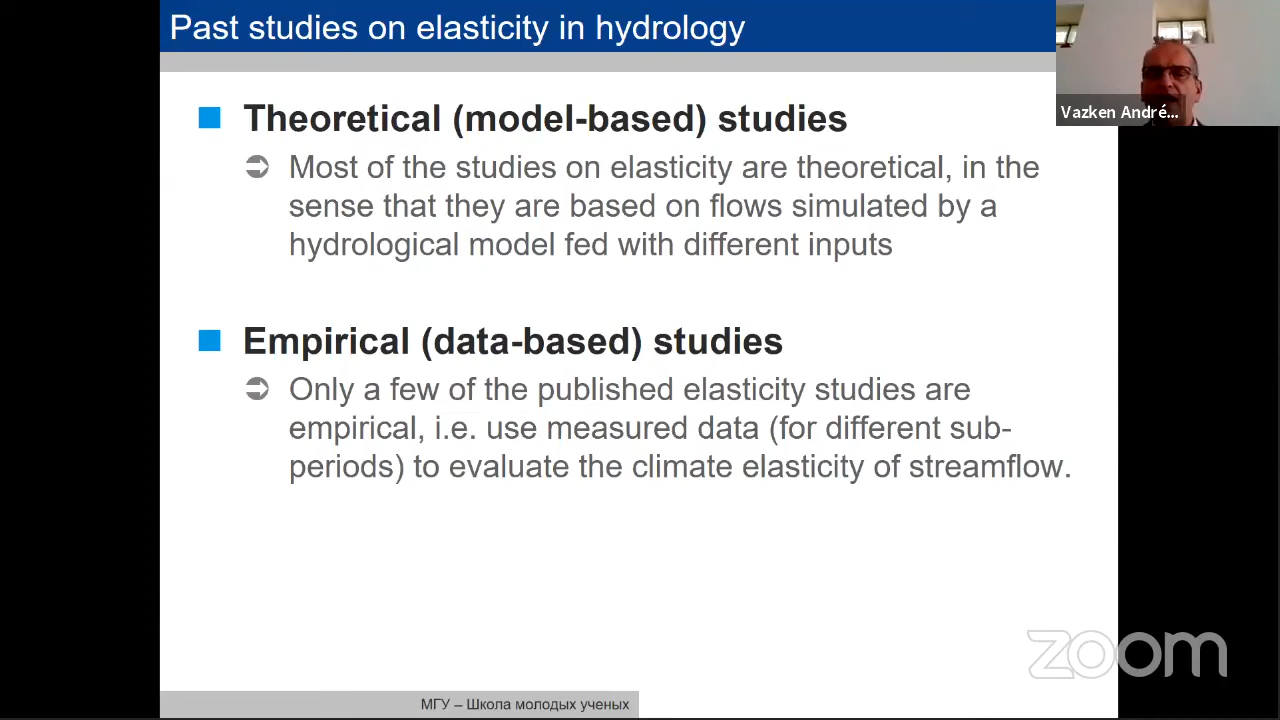 Past studies on elasticity in hydrology
Vazken André...
Theoretical (model-based) studies
Most of the studies on elasticity are theoretical, in the
sense that they are based on flows simulated by a
hydrological model fed with different inputs
Empirical (data-based) studies
Only a few of the published elasticity studies are
empirical, i.e. use measured data (for different sub-
periods) to evaluate the climate elasticity of streamflow.
zoom
МГУ – Школа молодых ученых